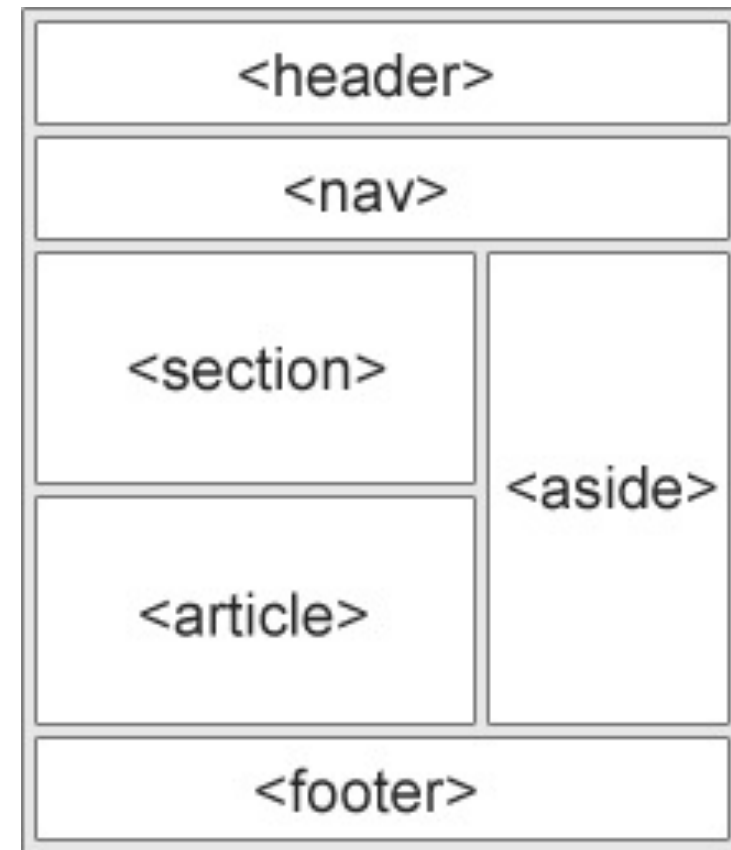 <header>
<nav>
<section>
<aside>
<article>
<footer>